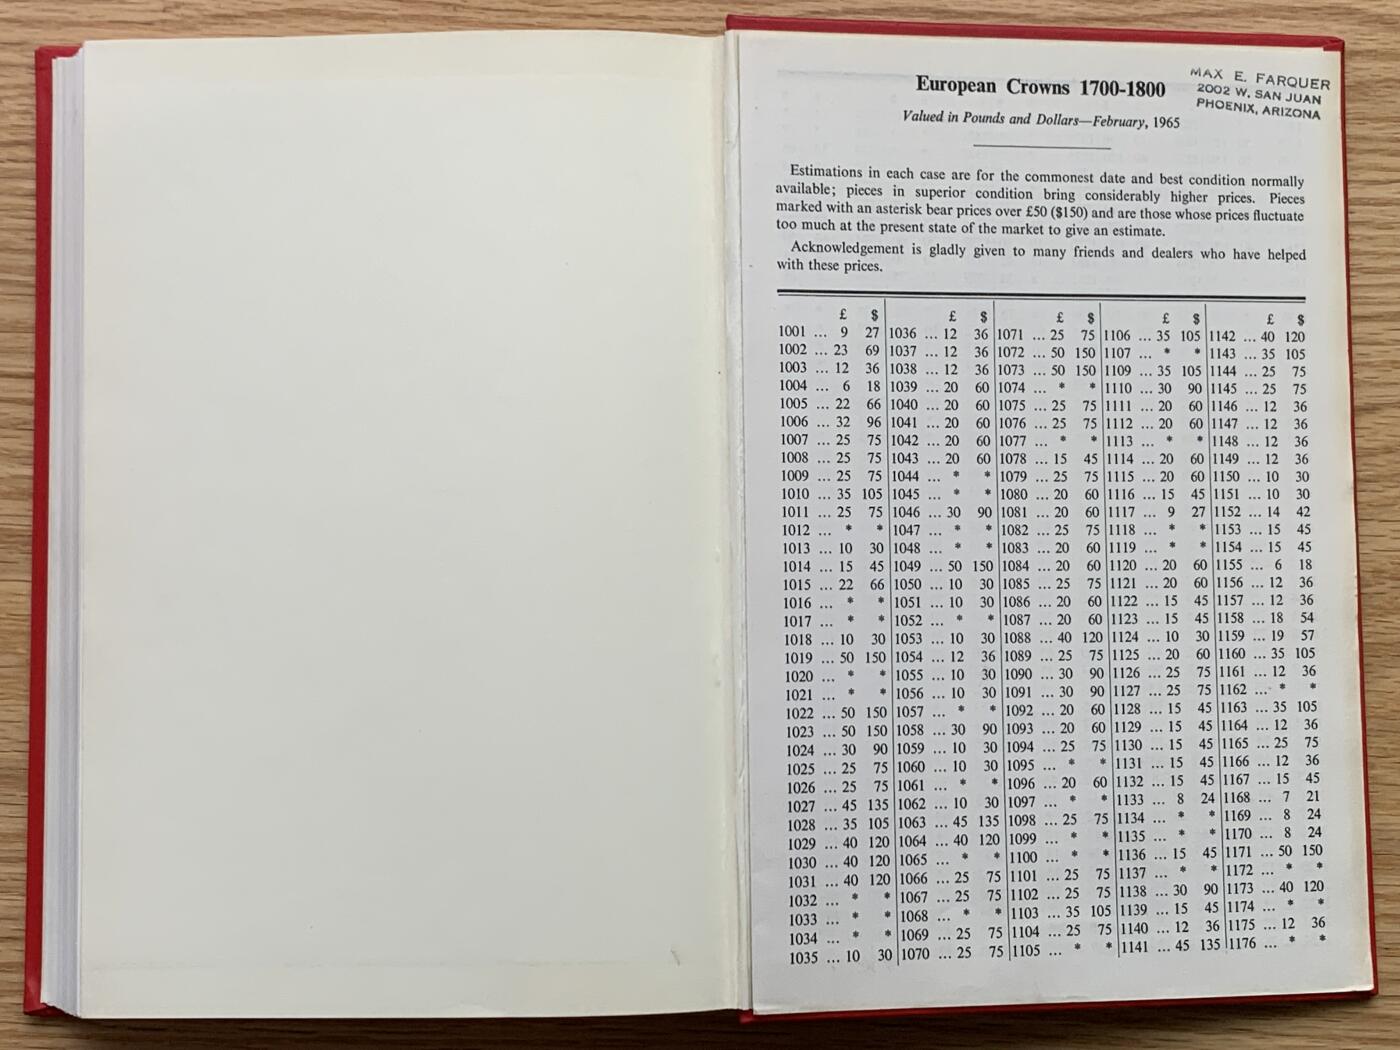 European Crowns 1700-1800
MAX E. FARQUER
2002 W. SAN JUAN
PHOENIX, ARIZONA
Valued in Pounds and Dollars—February, 1965
Estimations in each case are for the commonest date and best condition normally
available; pieces in superior condition bring considerably higher prices. Pieces
marked with an asterisk bear prices over £50 ($150) and are those whose prices fluctuate
too much at the present state of the market to give an estimate.
Acknowledgement is gladly given to many friends and dealers who have helped
with these prices.
£ $ £ $ £ $ £ $ £ $
1001 ... 9 27 1036 ... 12 36 1071 ... 25 75 1106 ... 35 105 1142 ... 40 120
1002 ... 23 69 1037 ... 12 36 1072 ... 50 150 1107 ... * * 1143 ... 35 105
1003 ... 12 36 1038 ... 12 36 1073 ... 50 150 1109 ... 35 105 1144 ... 25 75
1004 ... 6 18 1039 ... 20 60 1074 ... * * 1110 ... 30 90 1145 ... 25 75
1005 ... 22 66 1040 ... 20 60 1075 ... 25 75 1111 ... 20 60 1146 ... 12 36
1006 ... 32 96 1041 ... 20 60 1076 ... 25 75 1112 ... 20 60 1147 ... 12 36
1007 ... 25 75 1042 ... 20 60 1077 ... * * 1113 ... * * 1148 ... 12 36
1008 ... 25 75 1043 ... 20 60 1078 ... 15 45 1114 ... 20 60 1149 ... 12 36
1009 ... 25 75 1044 ... * * 1079 ... 25 75 1115 ... 20 60 1150 ... 10 30
1010 ... 35 105 1045 ... * * 1080 ... 20 60 1116 ... 15 45 1151 ... 10 30
1011 ... 25 75 1046 ... 30 90 1081 ... 20 60 1117 ... 9 27 1152 ... 14 42
1012 ... * * 1047 ... * * 1082 ... 25 75 1118 ... * * 1153 ... 15 45
1013 ... 10 30 1048 ... * * 1083 ... 20 60 1119 ... * * 1154 ... 15 45
1014 ... 15 45 1049 ... 50 150 1084 ... 20 60 1120 ... 20 60 1155 ... 6 18
1015 ... 22 66 1050 ... 10 30 1085 ... 25 75 1121 ... 20 60 1156 ... 12 36
1016 ... * * 1051 ... 10 30 1086 ... 20 60 1122 ... 15 45 1157 ... 12 36
1017 ... * * 1052 ... * * 1087 ... 20 60 1123 ... 15 45 1158 ... 18 54
1018 ... 10 30 1053 ... 10 30 1088 ... 40 120 1124 ... 10 30 1159 ... 19 57
1019 ... 50 150 1054 ... 12 36 1089 ... 25 75 1125 ... 20 60 1160 ... 35 105
1020 ... * * 1055 ... 10 30 1090 ... 30 90 1126 ... 25 75 1161 ... 12 36
1021 ... * * 1056 ... 10 30 1091 ... 30 90 1127 ... 25 75 1162 ... * *
1022 ... 50 150 1057 ... * * 1092 ... 20 60 1128 ... 15 45 1163 ... 35 105
1023 ... 50 150 1058 ... 30 90 1093 ... 20 60 1129 ... 15 45 1164 ... 12 36
1024 ... 30 90 1059 ... 10 30 1094 ... 25 75 1130 ... 15 45 1165 ... 25 75
1025 ... 25 75 1060 ... 10 30 1095 ... * * 1131 ... 15 45 1166 ... 12 36
1026 ... 25 75 1061 ... * * 1096 ... 20 60 1132 ... 15 45 1167 ... 15 45
1027 ... 45 135 1062 ... 10 30 1097 ... * * 1133 ... 8 24 1168 ... 7 21
1028 ... 35 105 1063 ... 45 135 1098 ... 25 75 1134 ... * * 1169 ... 8 24
1029 ... 40 120 1064 ... 40 120 1099 ... * * 1135 ... * * 1170 ... 8 24
1030 ... 40 120 1065 ... * * 1100 ... * * 1136 ... 15 45 1171 ... 50 150
1031 ... 40 120 1066 ... 25 75 1101 ... 25 75 1137 ... * * 1172 ... * *
1032 ... * * 1067 ... 25 75 1102 ... 25 75 1138 ... 30 90 1173 ... 40 120
1033 ... * * 1068 ... * * 1103 ... 35 105 1139 ... 15 45 1174 ... * *
1034 ... * * 1069 ... 25 75 1104 ... 25 75 1140 ... 12 36 1175 ... 12 36
1035 ... 10 30 1070 ... 25 75 1105 ... * * 1141 ... 45 135 1176 ... * *